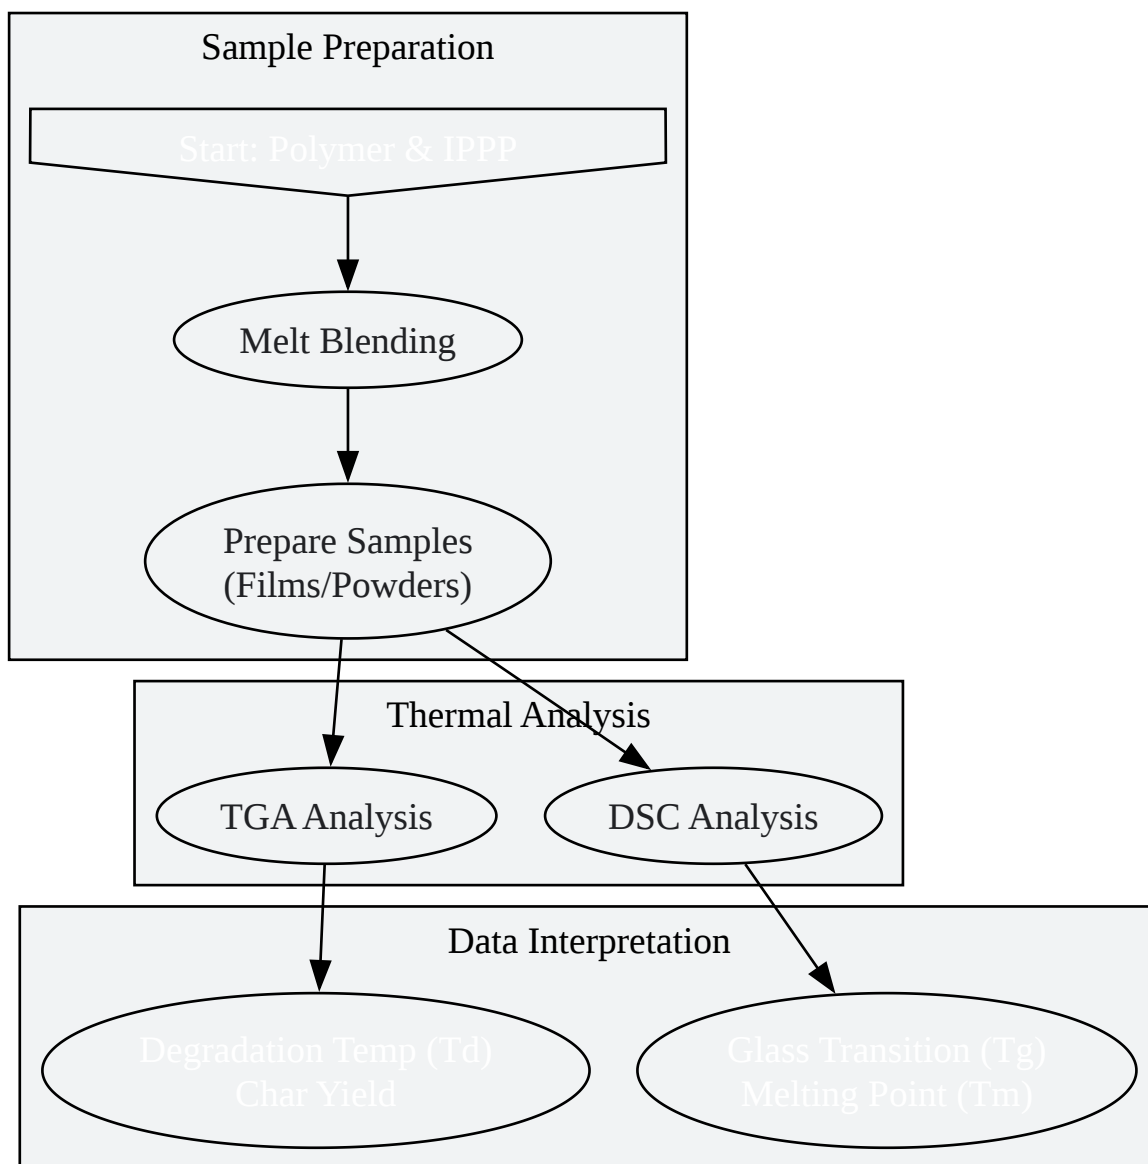 Sample Preparation
Start: Polymer & IPPP
Melt Blending
Prepare Samples
(Films/Powders)
Thermal Analysis
TGA Analysis
DSC Analysis
Data Interpretation
Degradation Temp (Td)
Char Yield
Glass Transition (Tg)
Melting Point (Tm)